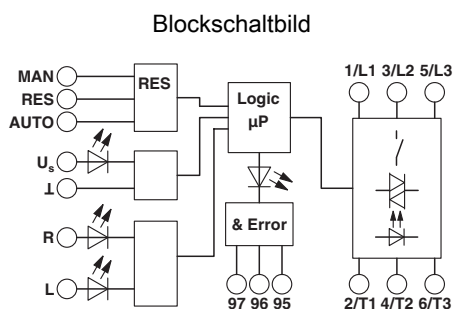 Blockschaltbild
1/L1 3/L2 5/L3
MAN
RES
AUTO
RES
Logic
µP
Us
⊥
R
L
& Error
97 96 95
2/T1 4/T2 6/T3